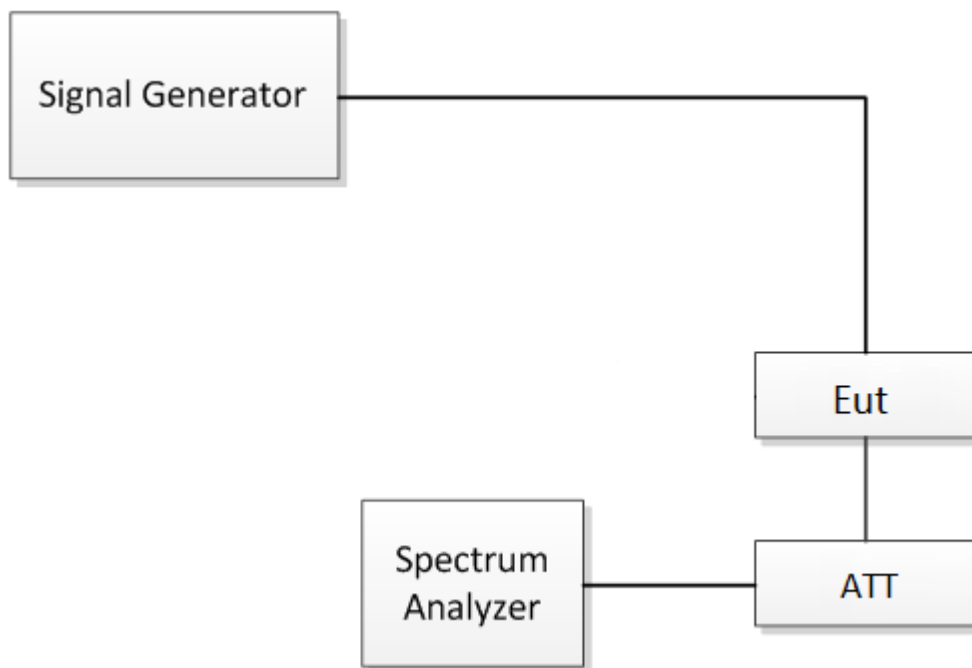 Signal Generator
Eut
Spectrum
Analyzer
ATT